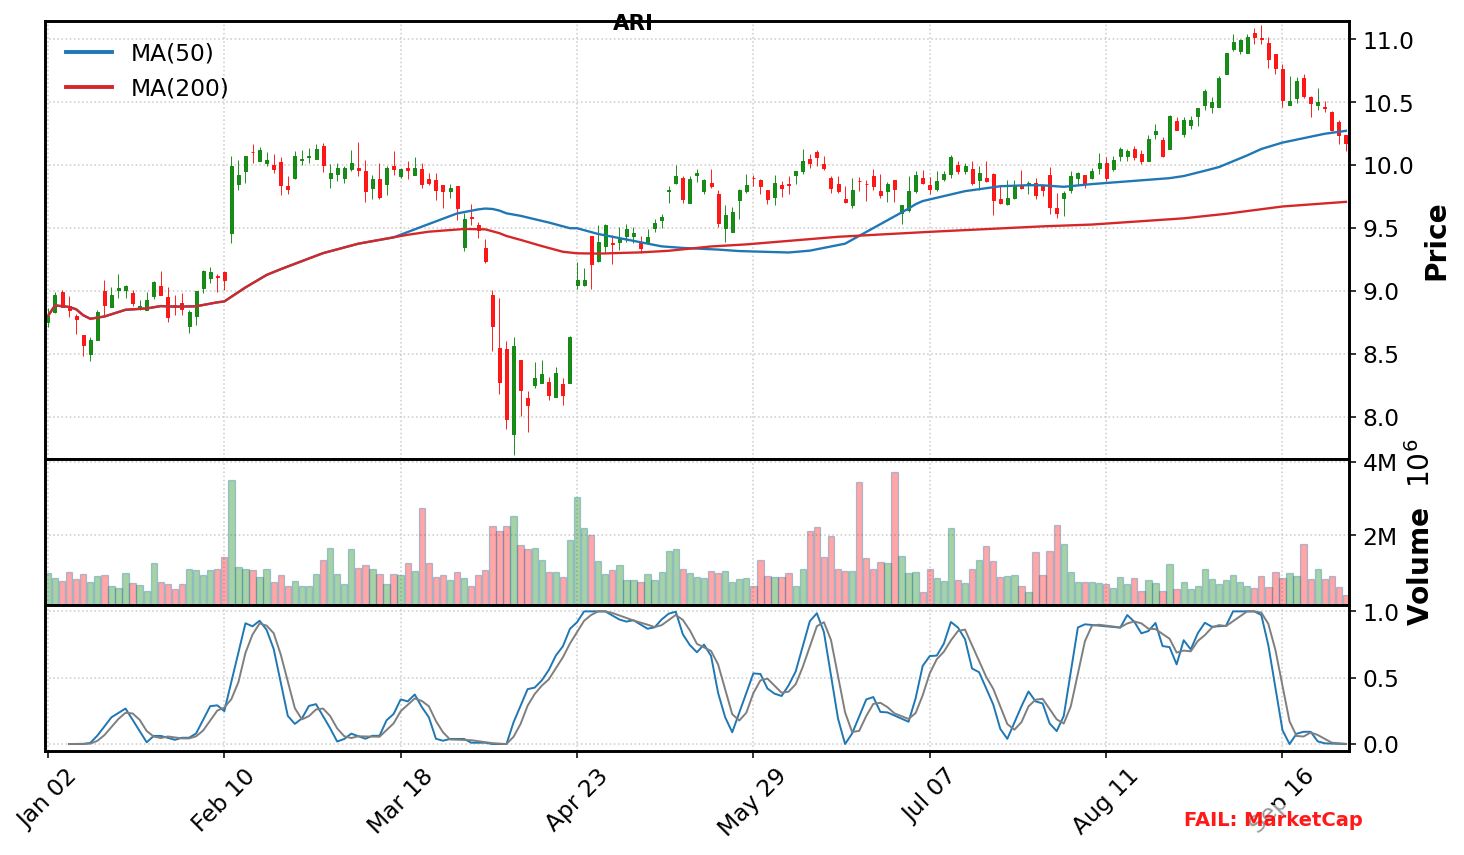 ARI
MA(50)
MA(200)
11.0
10.5
10.0
9.5
9.0
8.5
8.0
Price
4M
2M
Volume 10⁶
1.0
0.5
0.0
Jan 02
Feb 10
Mar 18
Apr 23
May 29
Jul 07
Aug 11
Sep 16
FAIL: MarketCap